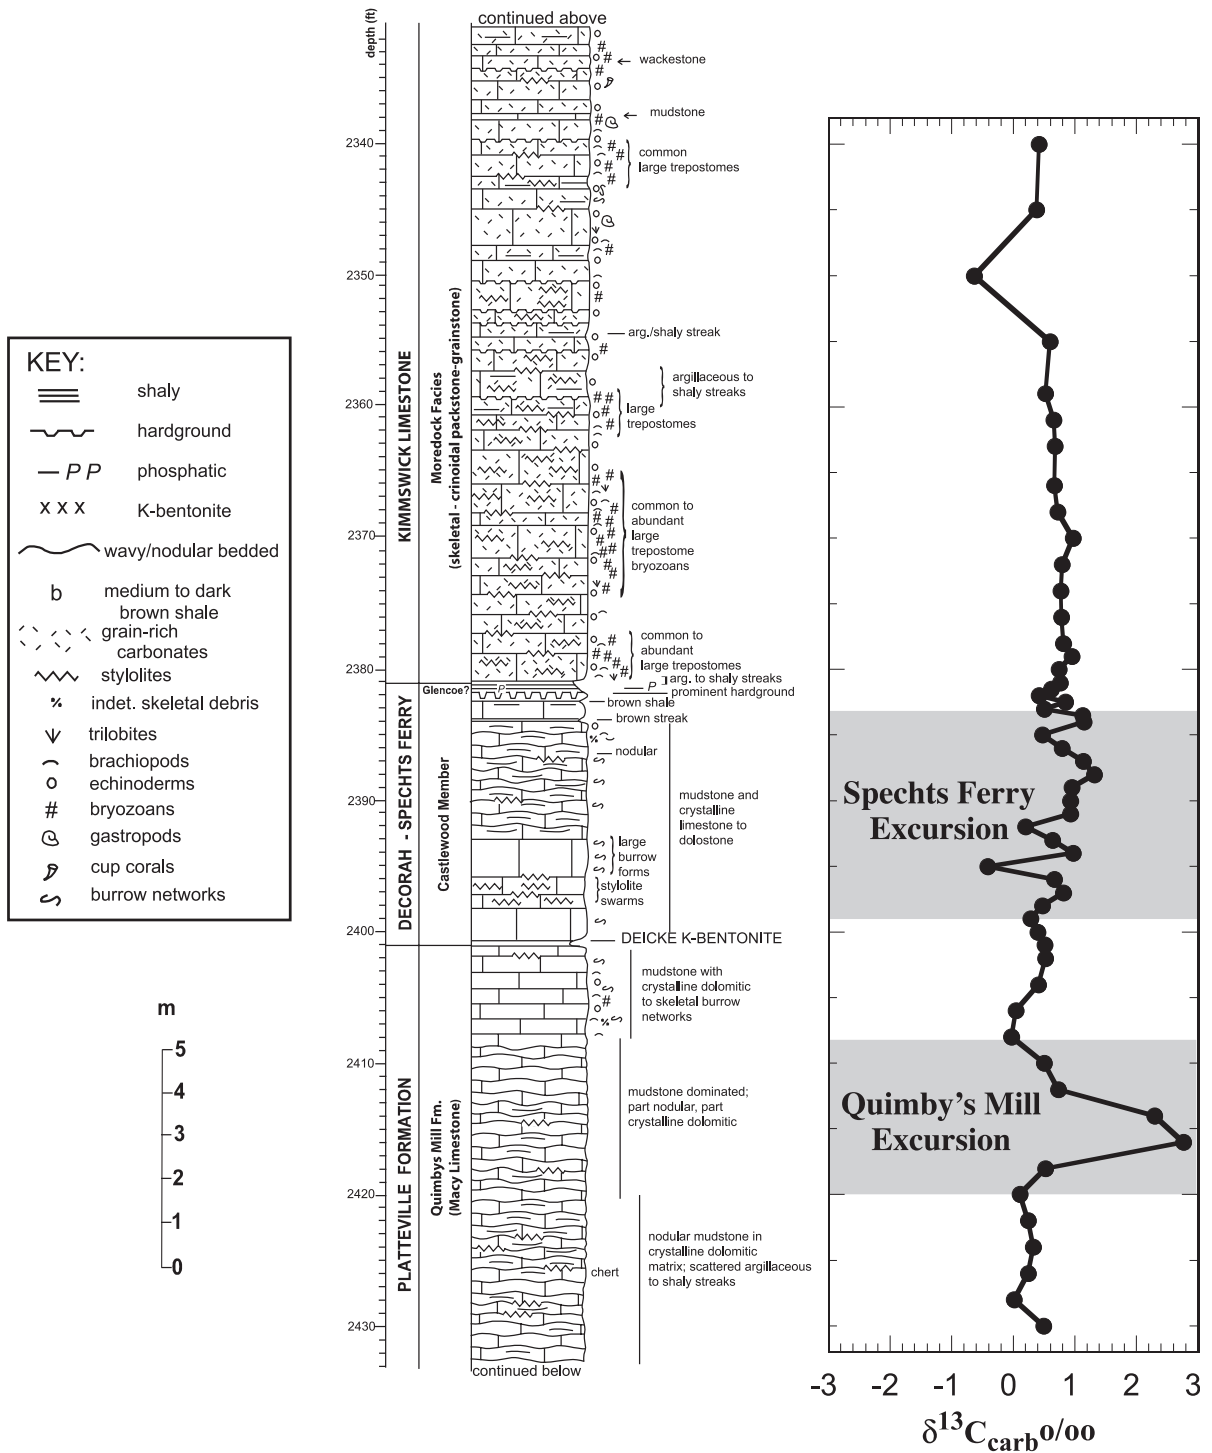 continued above
depth (ft)
2340
2350
2360
2370
2380
2390
2400
2410
2420
2430
KIMMSWICK LIMESTONE
Moredock Facies
(skeletal - crinoidal packstone-grainstone)
DECORAH - SPECHTS FERRY
Glencoe?
Castlewood Member
PLATTEVILLE FORMATION
Quimbys Mill Fm.
(Macy Limestone)
wackestone
mudstone
common
large trepostomes
arg./shaly streak
argillaceous to
shaly streaks
large
trepostomes
common to
abundant
large
trepostome
bryozoans
common to
abundant
large trepostomes
arg. to shaly streaks
P
P
prominent hardground
brown shale
brown streak
nodular
mudstone and
crystalline
limestone to
dolostone
large
burrow
forms
stylolite
swarms
DEICKE K-BENTONITE
mudstone with
crystalline dolomitic
to skeletal burrow
networks
mudstone dominated;
part nodular, part
crystalline dolomitic
nodular mudstone in
crystalline dolomitic
matrix; scattered argillaceous
to shaly streaks
chert
continued below
KEY:
shaly
hardground
P P phosphatic
x x x K-bentonite
wavy/nodular bedded
b medium to dark
brown shale
grain-rich
carbonates
stylolites
indet. skeletal debris
trilobites
brachiopods
echinoderms
bryozoans
gastropods
cup corals
burrow networks
m
5
4
3
2
1
0
Spechts Ferry
Excursion
Quimby's Mill
Excursion
-3 -2 -1 0 1 2 3
δ13Ccarb o/oo